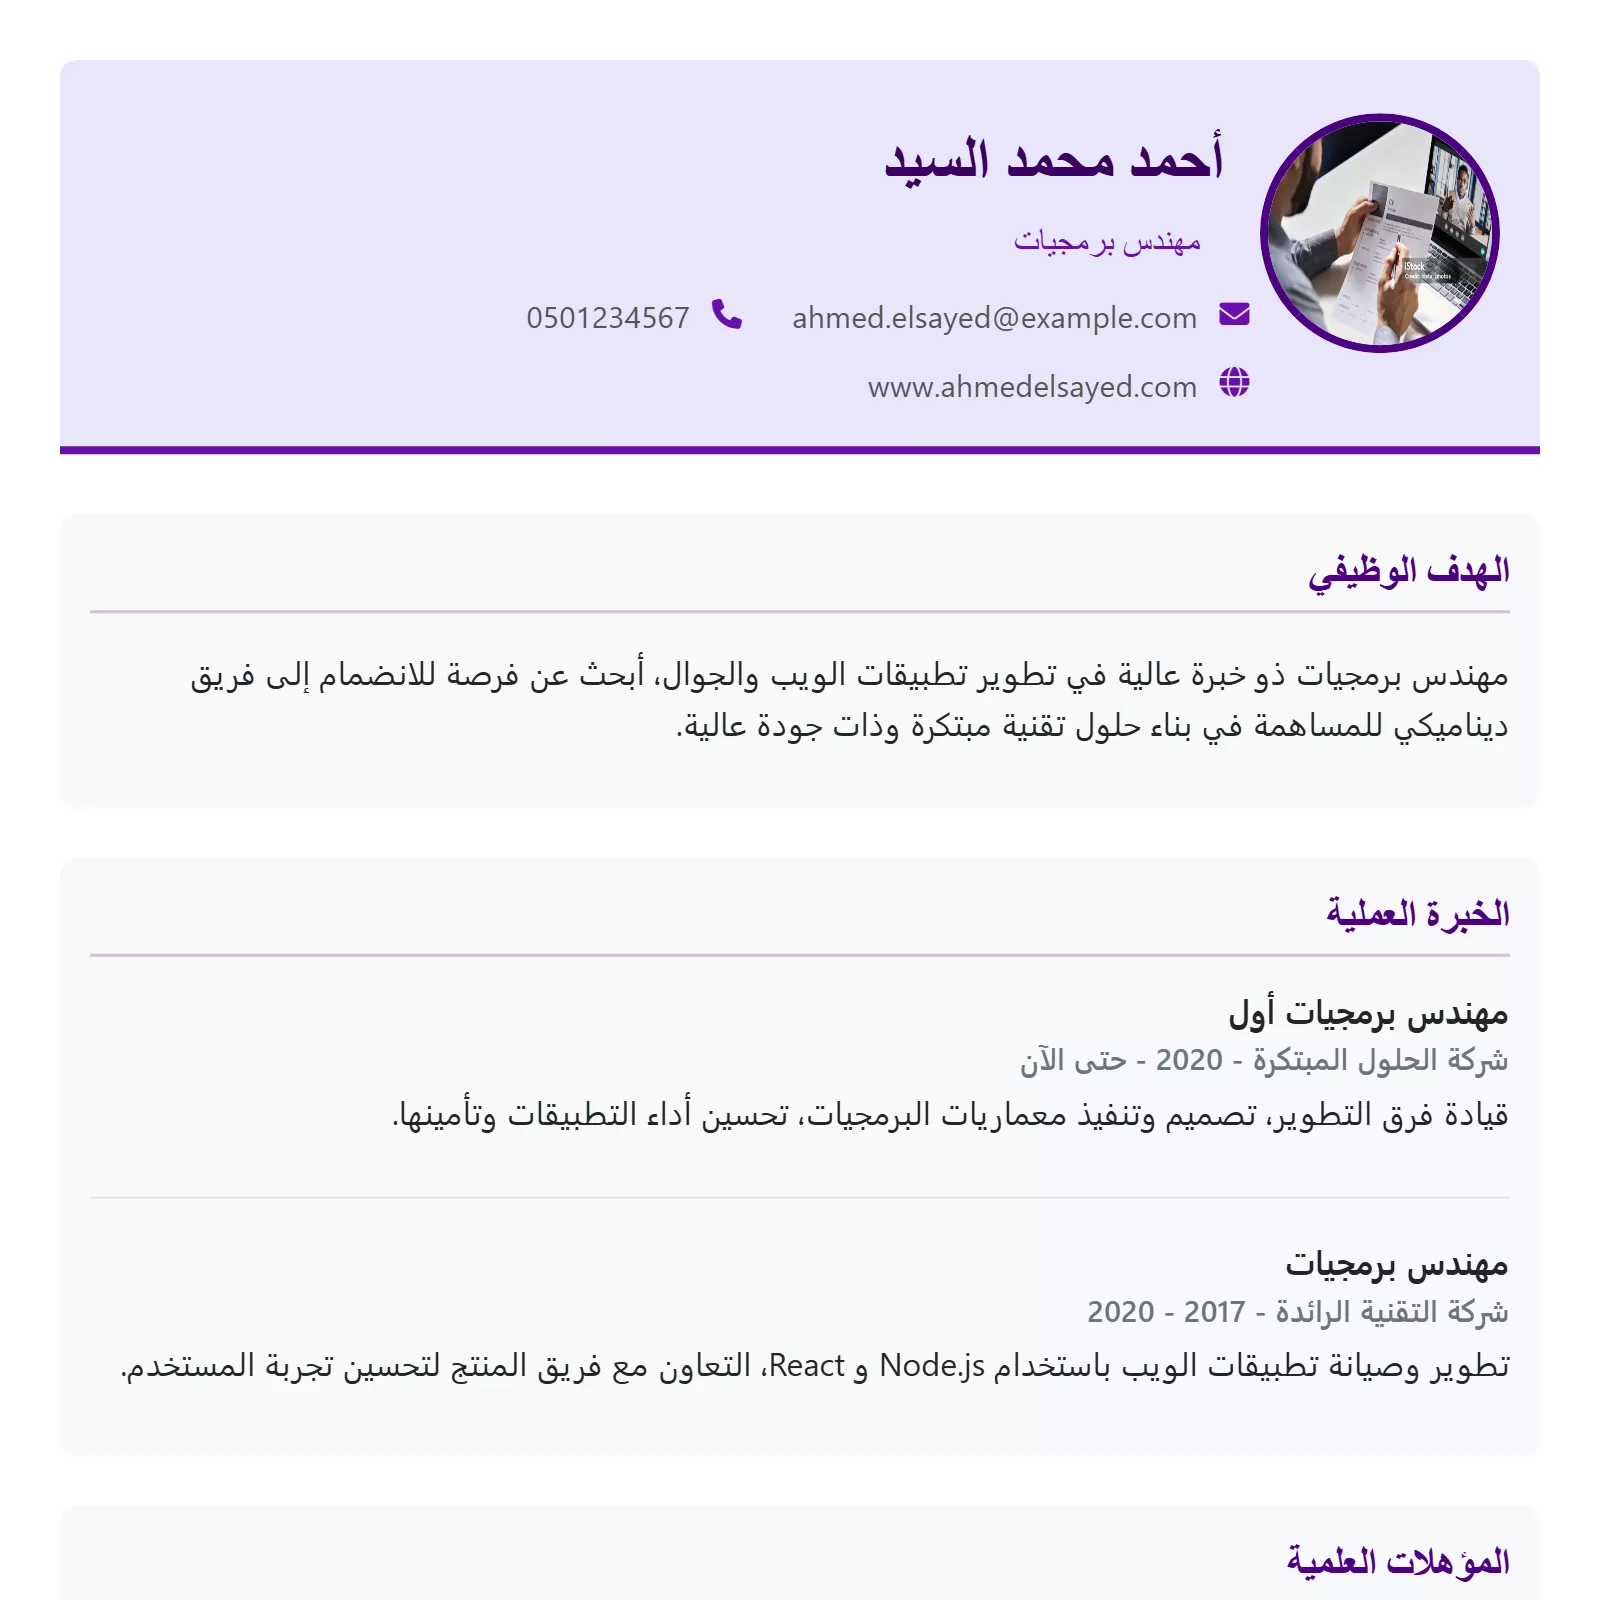 أحمد محمد السيد
مهندس برمجيات
ahmed.elsayed@example.com 0501234567
www.ahmedelsayed.com
iStock
الهدف الوظيفي
مهندس برمجيات ذو خبرة عالية في تطوير تطبيقات الويب والجوال، أبحث عن فرصة للانضمام إلى فريق
ديناميكي للمساهمة في بناء حلول تقنية مبتكرة وذات جودة عالية.
الخبرة العملية
مهندس برمجيات أول
شركة الحلول المبتكرة - 2020 - حتى الآن
قيادة فرق التطوير، تصميم وتنفيذ معماريات البرمجيات، تحسين أداء التطبيقات وتأمينها.
مهندس برمجيات
شركة التقنية الرائدة - 2017 - 2020
تطوير وصيانة تطبيقات الويب باستخدام Node.js و React، التعاون مع فريق المنتج لتحسين تجربة المستخدم.
المؤهلات العلمية